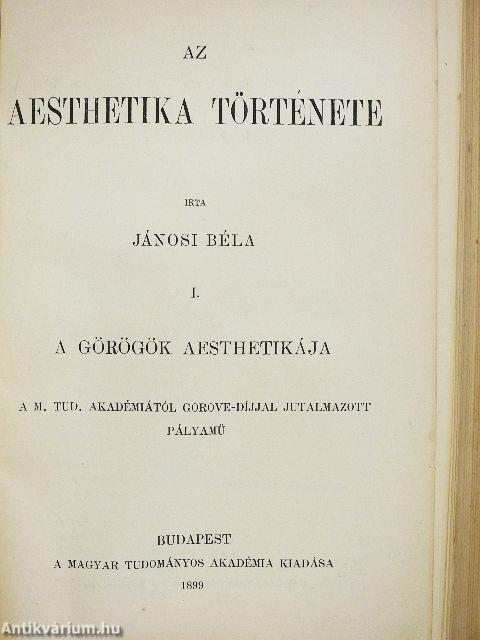 AZ
AESTHETIKA TÖRTÉNETE
IRTA
JÁNOSI BÉLA
I.
A GÖRÖGÖK AESTHETIKÁJA
A M. TUD. AKADÉMIÁTÓL GOROVE-DÍJJAL JUTALMAZOTT
PÁLYAMŰ
BUDAPEST
A MAGYAR TUDOMÁNYOS AKADÉMIA KIADÁSA
1899
Antikvárium.hu